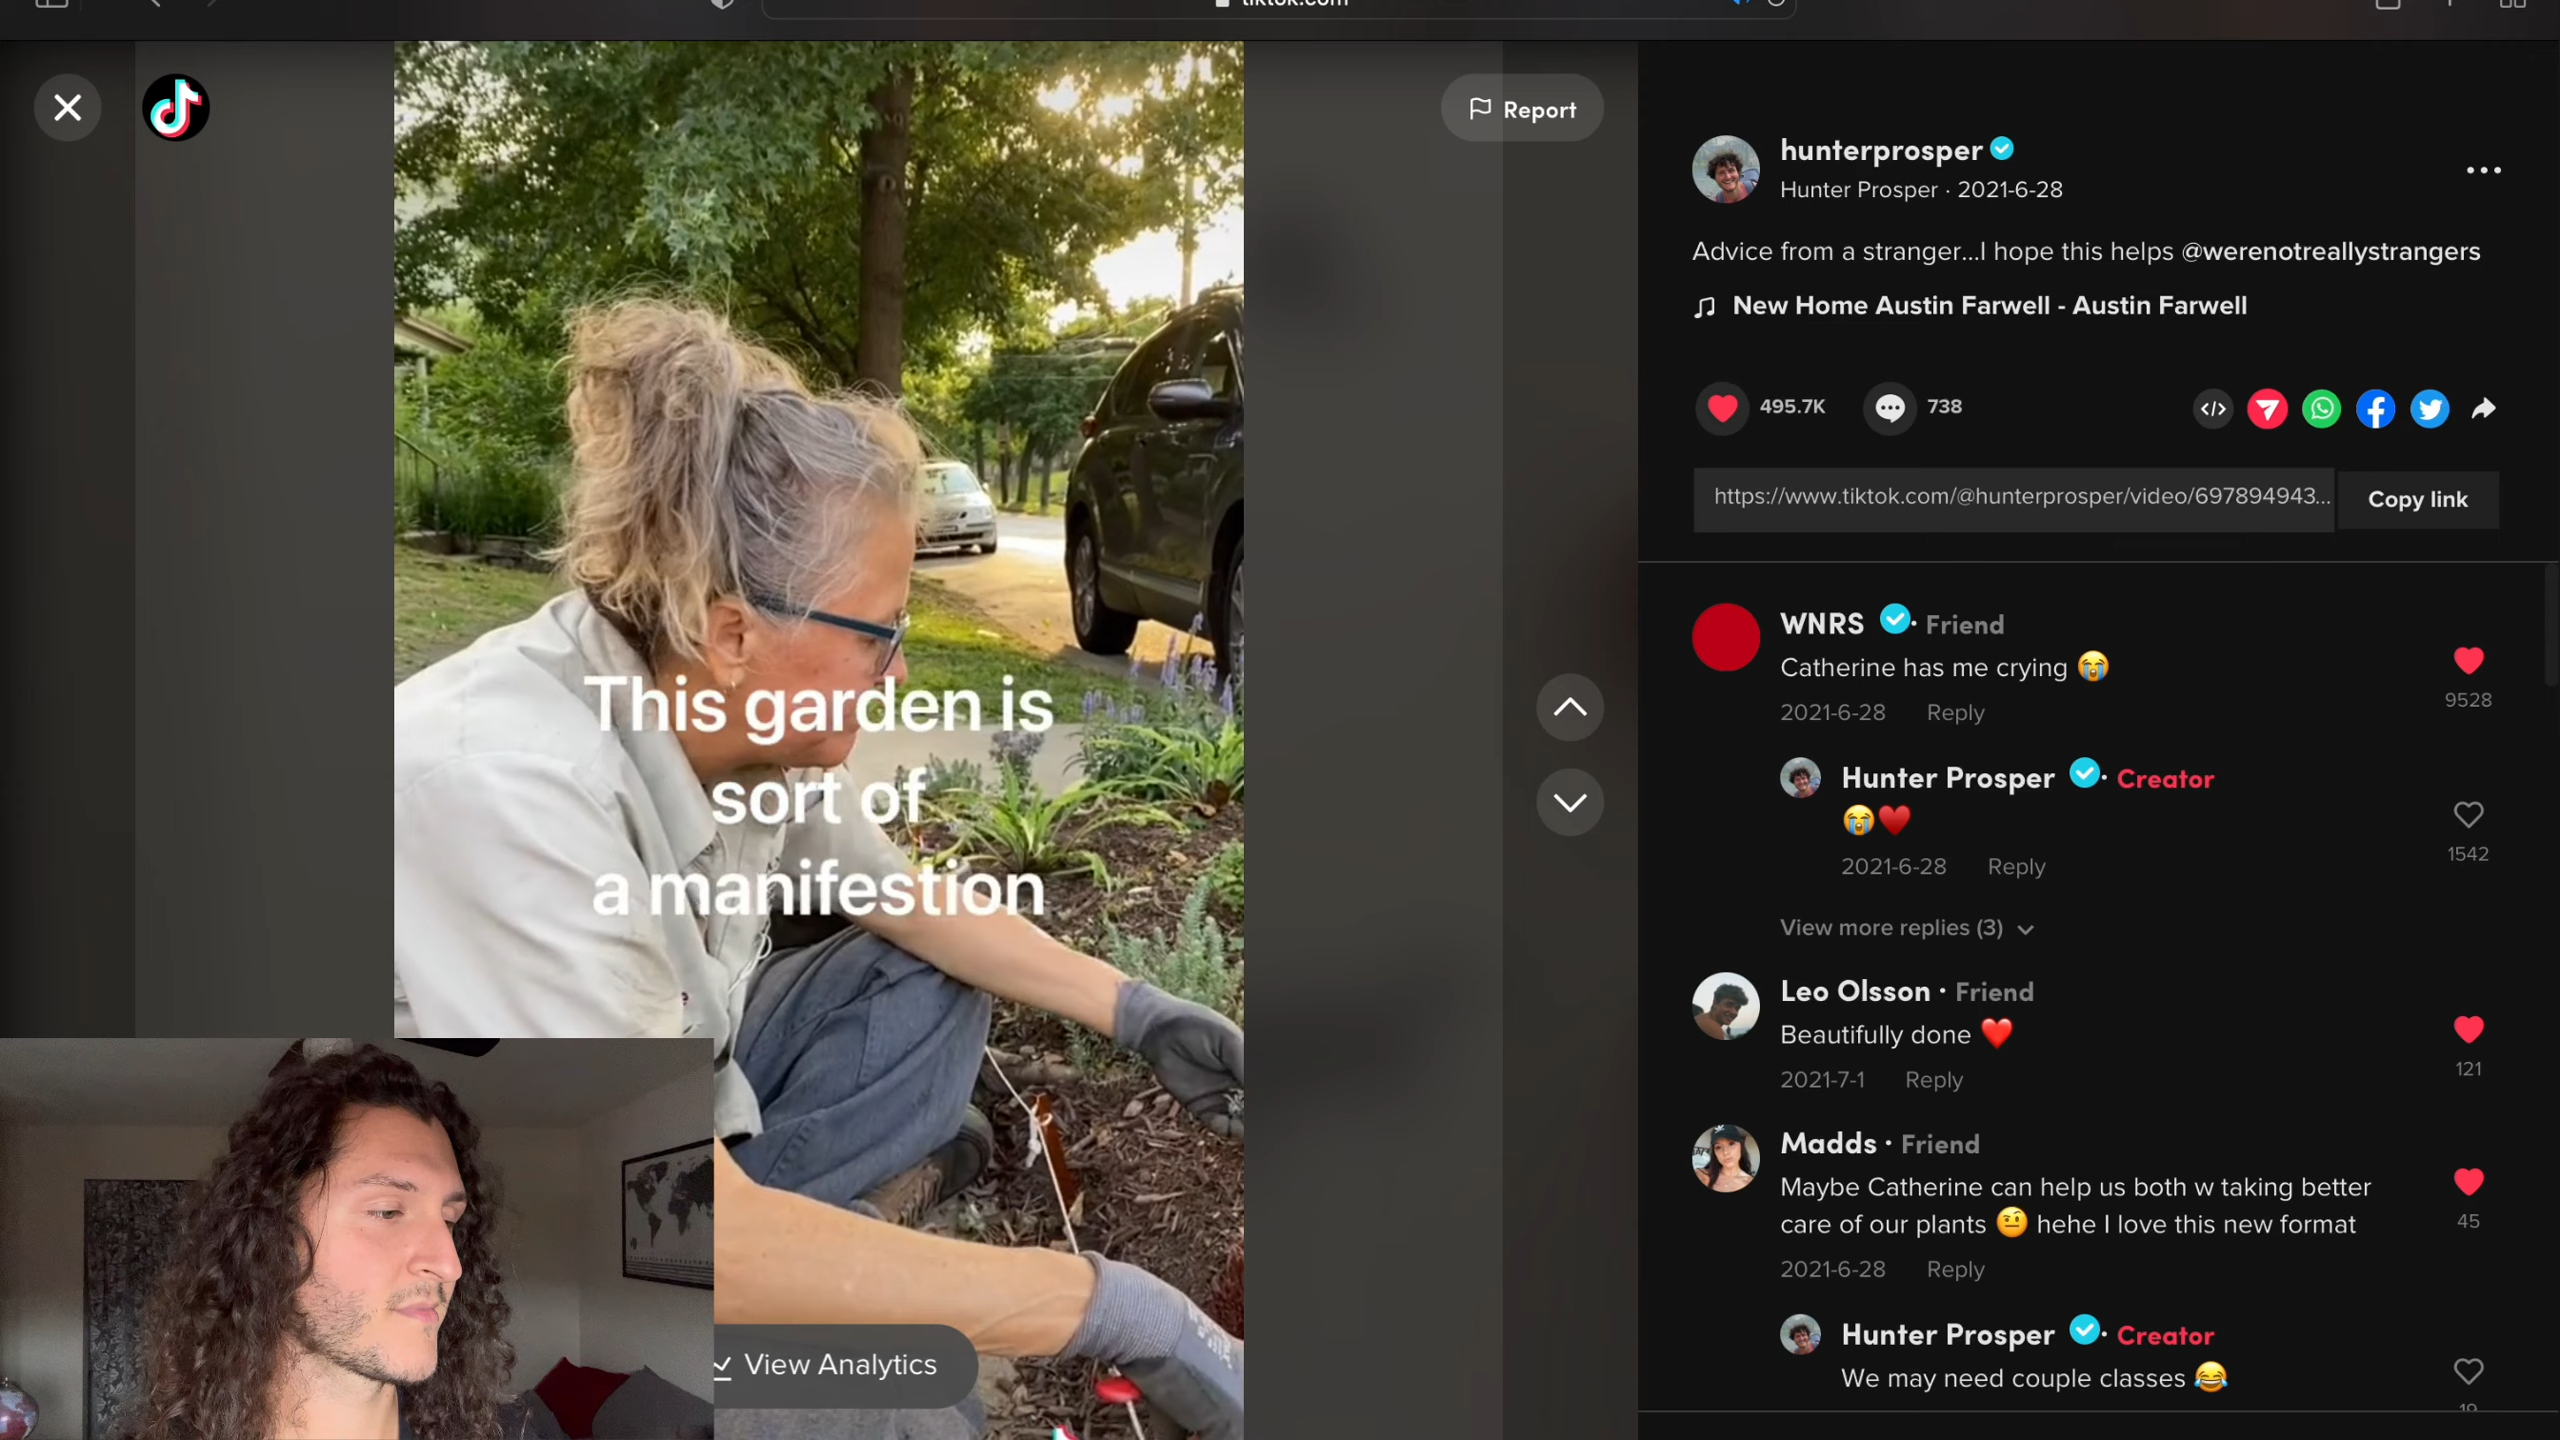 tiktok.com
Report
hunterprosper
Hunter Prosper · 2021-6-28
Advice from a stranger...I hope this helps @werenotreallystrangers
New Home Austin Farwell - Austin Farwell
495.7K
738
https://www.tiktok.com/@hunterprosper/video/697894943...
Copy link
This garden is
sort of
a manifestion
View Analytics
WNRS · Friend
Catherine has me crying 😭
2021-6-28 Reply
9528
Hunter Prosper · Creator
😭♥️
2021-6-28 Reply
1542
View more replies (3)
Leo Olsson · Friend
Beautifully done ❤️
2021-7-1 Reply
121
Madds · Friend
Maybe Catherine can help us both w taking better
care of our plants 🤨 hehe I love this new format
2021-6-28 Reply
45
Hunter Prosper · Creator
We may need couple classes 😂
19